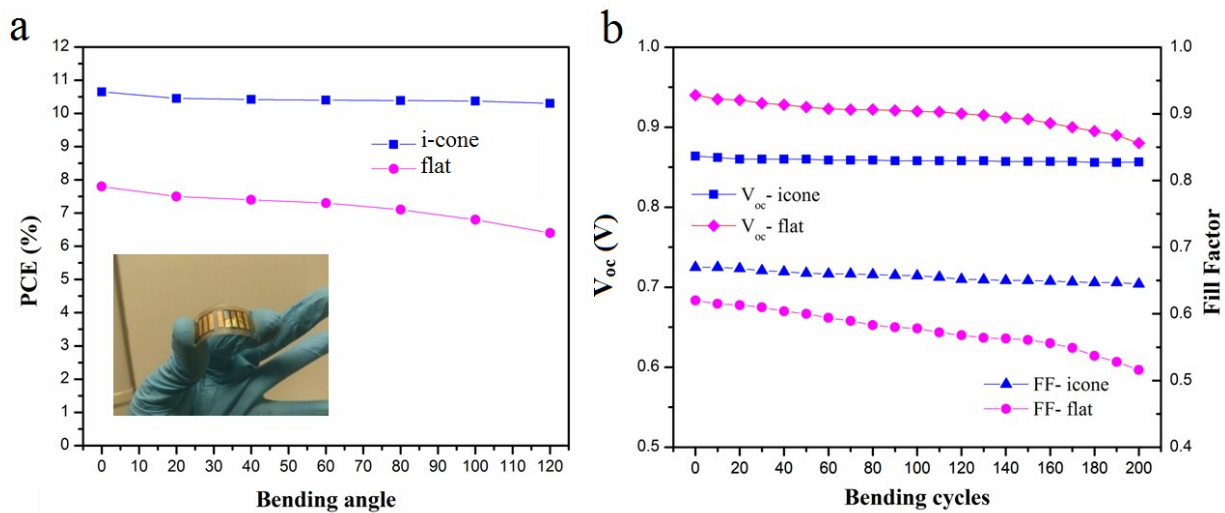 a
12
11
10
9
8
7
6
5
4
3
2
1
0
PCE (%)
i-cone
flat
0 10 20 30 40 50 60 70 80 90 100 110 120
Bending angle
b
1.0
0.9
0.8
0.7
0.6
0.5
Voc (V)
Voc- icone
Voc- flat
FF- icone
FF- flat
1.0
0.9
0.8
0.7
0.6
0.5
0.4
Fill Factor
0 20 40 60 80 100 120 140 160 180 200
Bending cycles